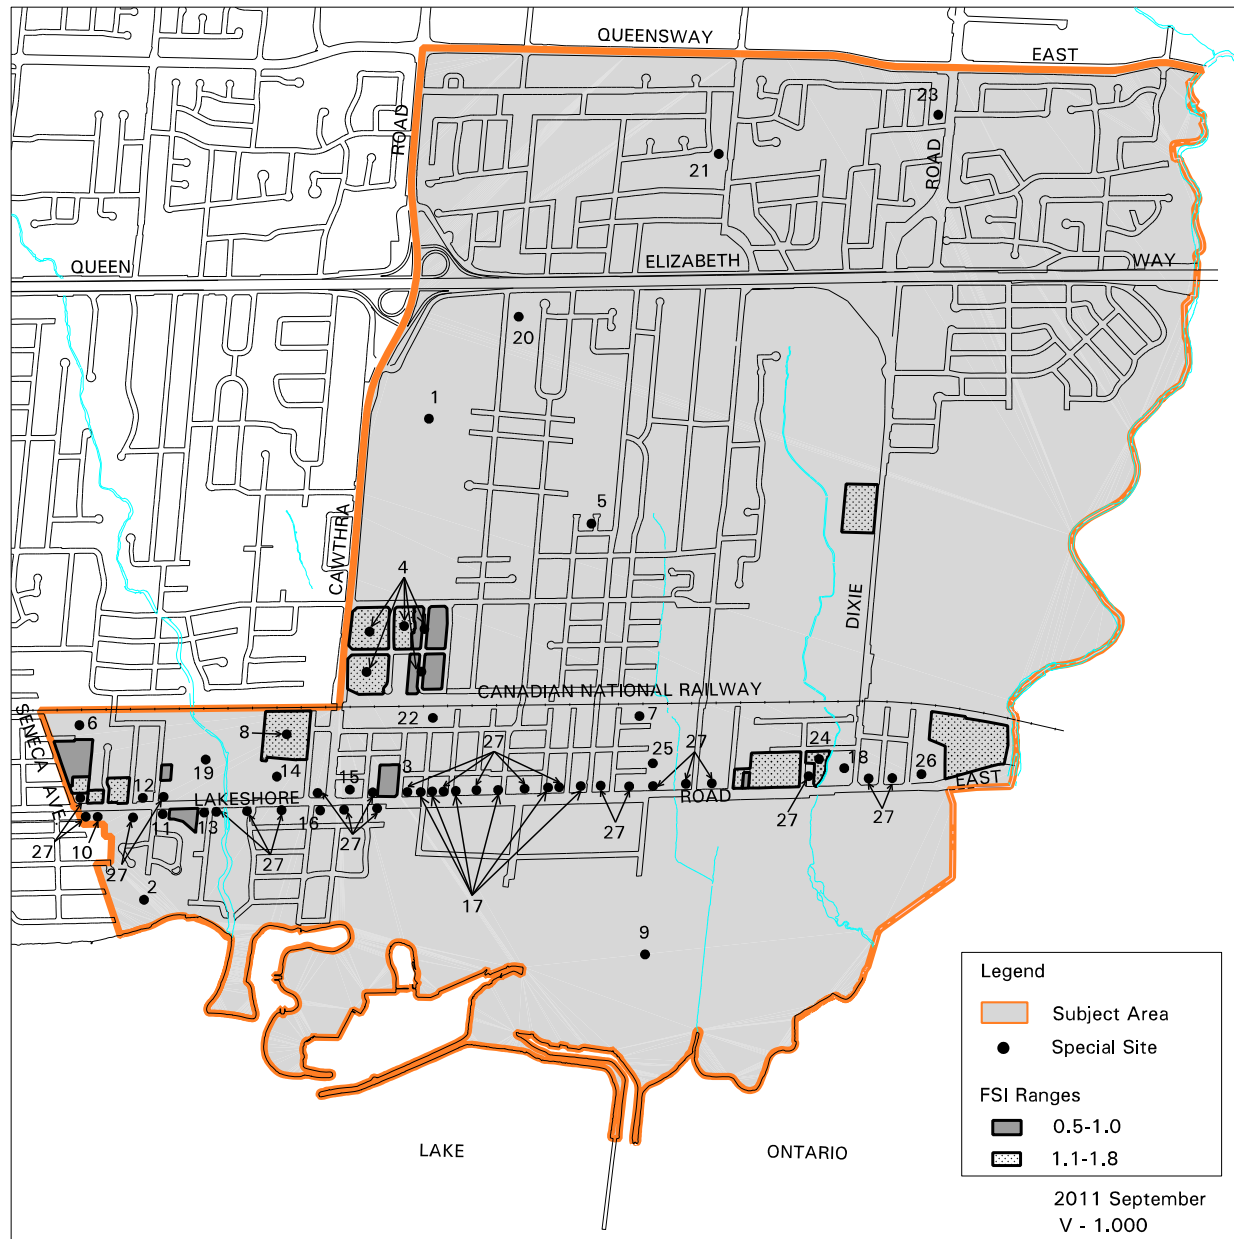 QUEENSWAY
EAST
ROAD
23
ROAD
21
QUEEN
ELIZABETH
WAY
20
1
5
CAWTHRA
4
DIXIE
CANADIAN NATIONAL RAILWAY
SENECA
AVE.
6
22
7
8
27
27
24
25
18
19
14
15
3
26
12
LAKESHORE
ROAD
EAST
11
13
16
27
27
27
27
27
10
27
27
2
17
9
Legend
Subject Area
Special Site
FSI Ranges
0.5-1.0
1.1-1.8
LAKE
ONTARIO
2011 September
V - 1.000